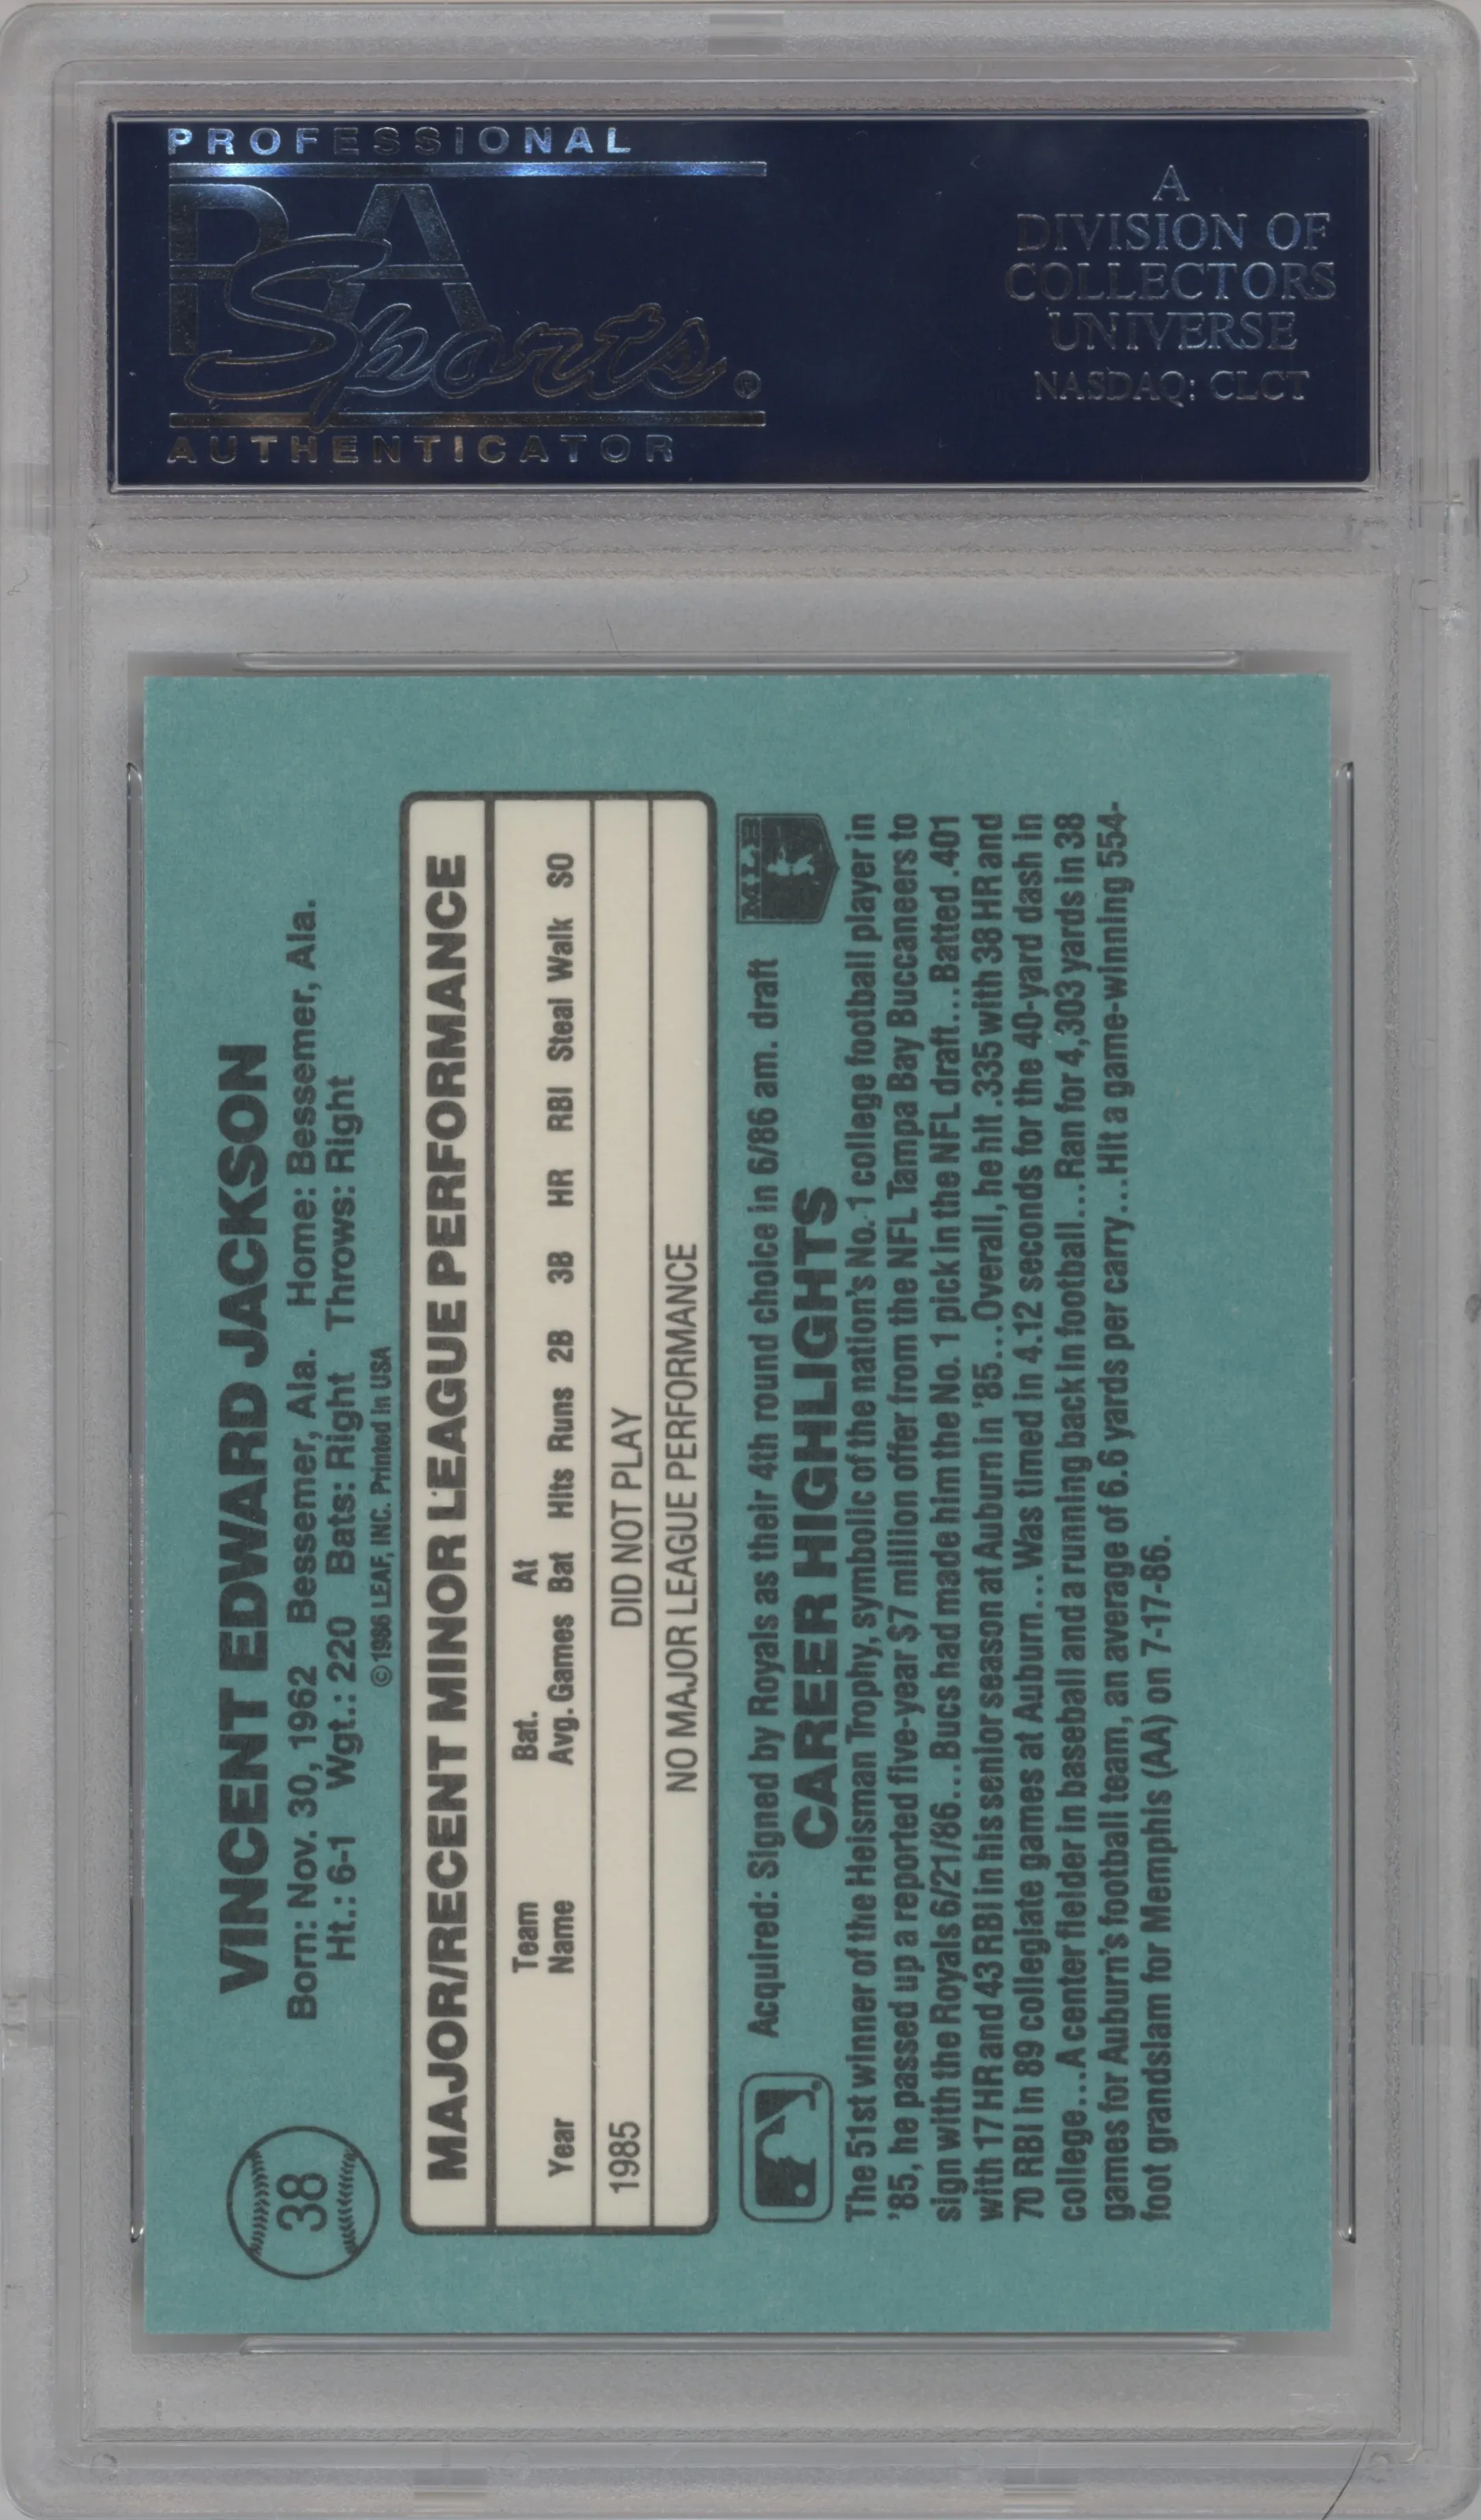 PROFESSIONAL
PSA
Sports®
AUTHENTICATOR
A
DIVISION OF
COLLECTORS
UNIVERSE
NASDAQ: CLCT
38
VINCENT EDWARD JACKSON
Born: Nov. 30, 1962 Bessemer, Ala. Home: Bessemer, Ala.
Ht.: 6-1 Wgt.: 220 Bats: Right Throws: Right
© 1986 LEAF, INC. Printed in USA
MAJOR/RECENT MINOR LEAGUE PERFORMANCE
Team Bat. At
Year Name Avg. Games Bat Hits Runs 2B 3B HR RBI Steal Walk SO
1985 DID NOT PLAY
NO MAJOR LEAGUE PERFORMANCE
Acquired: Signed by Royals as their 4th round choice in 6/86 am. draft
MLB
CAREER HIGHLIGHTS
The 51st winner of the Heisman Trophy, symbolic of the nation's No. 1 college football player in
'85, he passed up a reported five-year $7 million offer from the NFL Tampa Bay Buccaneers to
sign with the Royals 6/21/86...Bucs had made him the No. 1 pick in the NFL draft...Batted .401
with 17 HR and 43 RBI in his senior season at Auburn in '85...Overall, he hit .335 with 38 HR and
70 RBI in 89 collegiate games at Auburn...Was timed in 4.12 seconds for the 40-yard dash in
college...A center fielder in baseball and a running back in football...Ran for 4,303 yards in 38
games for Auburn's football team, an average of 6.6 yards per carry...Hit a game-winning 554-
foot grandslam for Memphis (AA) on 7-17-86.